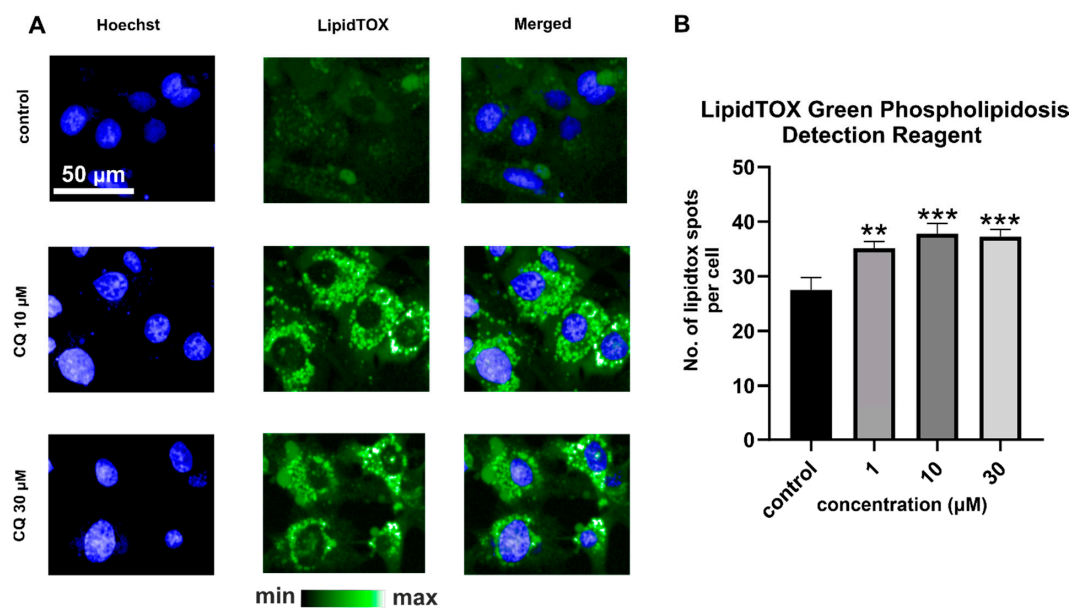 A
Hoechst
LipidTOX
Merged
control
50 µm
CQ 10 µM
CQ 30 µM
min
max
B
LipidTOX Green Phospholipidosis
Detection Reagent
No. of lipidtox spots
per cell
50
40
30
20
10
0
**
***
***
control
1
10
30
concentration (µM)